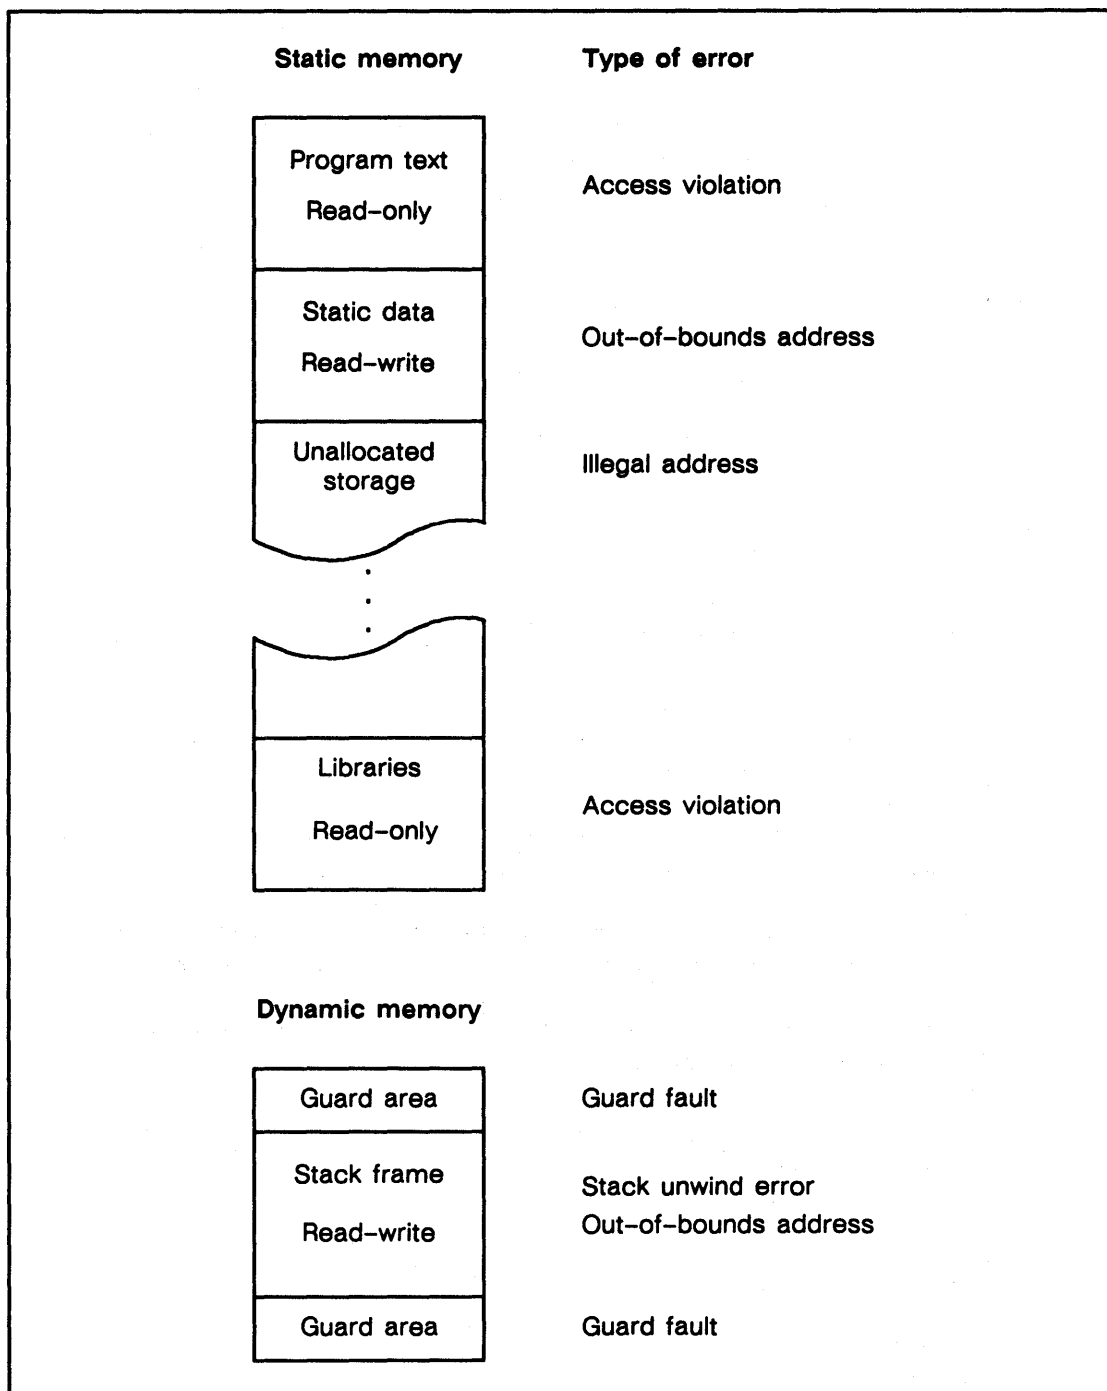 Static memory Type of error
Program text
Read-only
Access violation
Static data
Read-write
Out-of-bounds address
Unallocated
storage
Illegal address
Libraries
Read-only
Access violation
Dynamic memory
Guard area Guard fault
Stack frame
Read-write
Stack unwind error
Out-of-bounds address
Guard area Guard fault